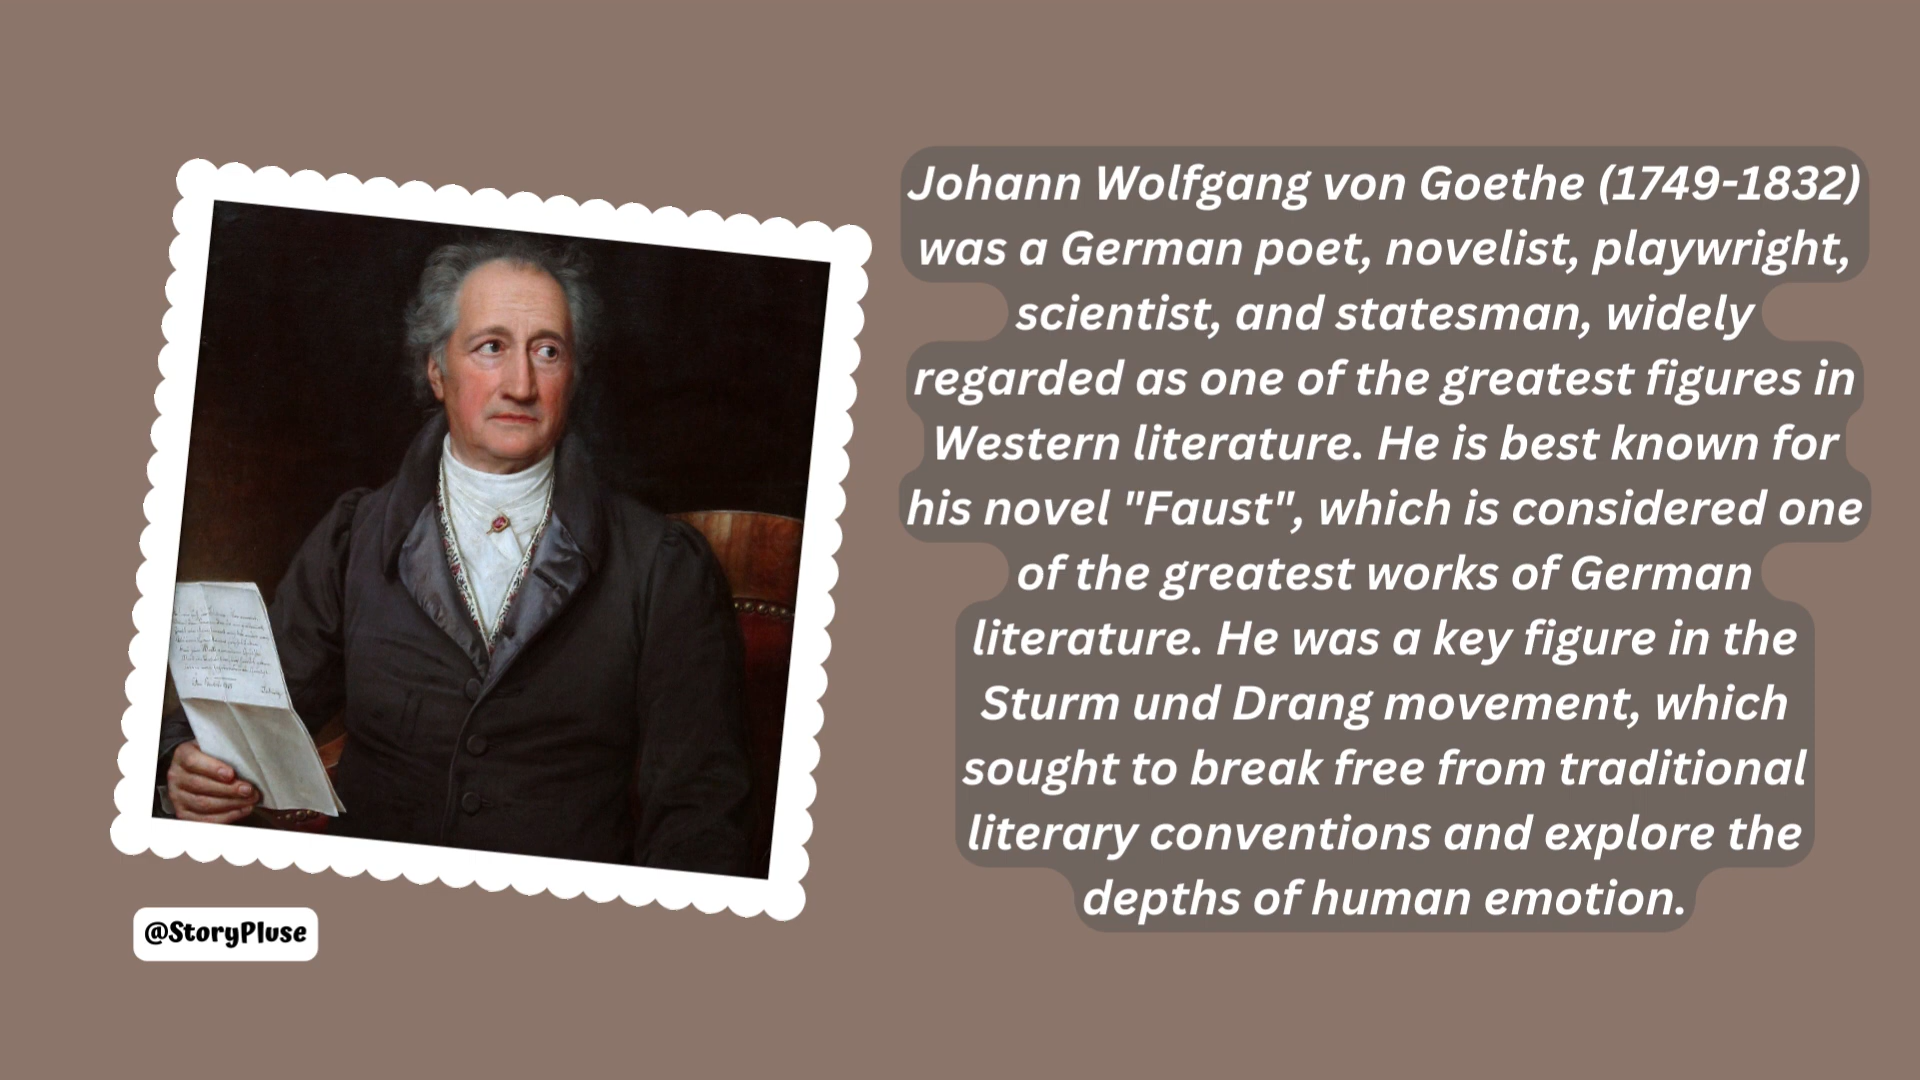 Johann Wolfgang von Goethe (1749-1832)
was a German poet, novelist, playwright,
scientist, and statesman, widely
regarded as one of the greatest figures in
Western literature. He is best known for
his novel "Faust", which is considered one
of the greatest works of German
literature. He was a key figure in the
Sturm und Drang movement, which
sought to break free from traditional
literary conventions and explore the
depths of human emotion.
@StoryPluse